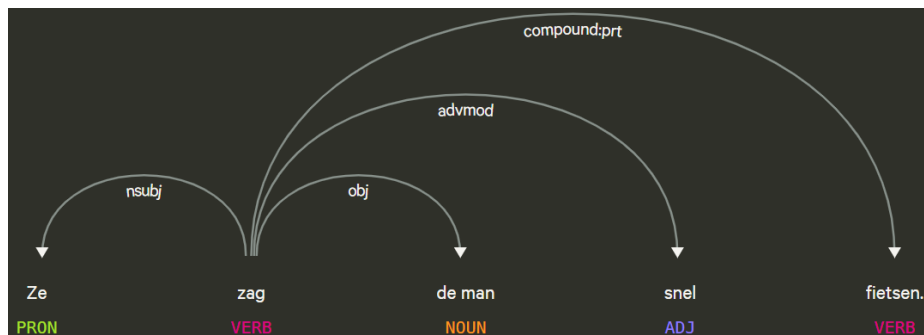 compound:prt
advmod
nsubj obj
Ze zag de man snel fietsen.
PRON VERB NOUN ADJ VERB